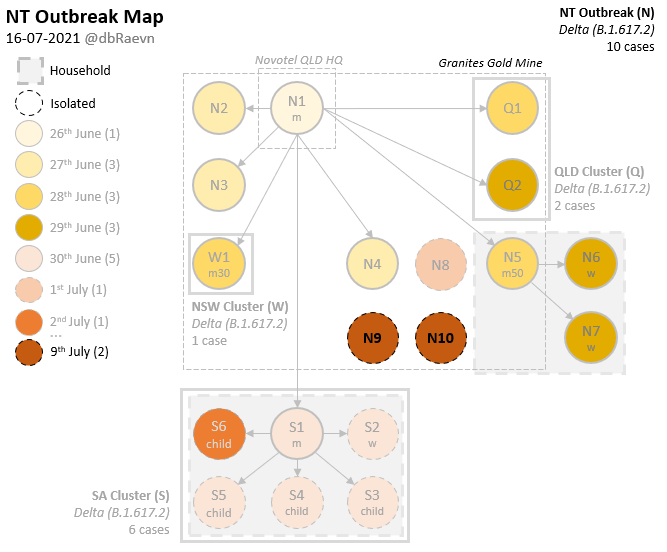 NT Outbreak Map
16-07-2021 @dbRaevn
NT Outbreak (N)
Delta (B.1.617.2)
10 cases
Household
Isolated
26th June (1)
27th June (3)
28th June (3)
29th June (3)
30th June (5)
1st July (1)
2nd July (1)
...
9th July (2)
Novotel QLD HQ
Granites Gold Mine
N2
N1
m
Q1
N3
Q2
QLD Cluster (Q)
Delta (B.1.617.2)
2 cases
W1
m30
N4
N8
N5
m50
N6
w
NSW Cluster (W)
Delta (B.1.617.2)
1 case
N9
N10
N7
w
S6
child
S1
m
S2
w
S5
child
S4
child
S3
child
SA Cluster (S)
Delta (B.1.617.2)
6 cases